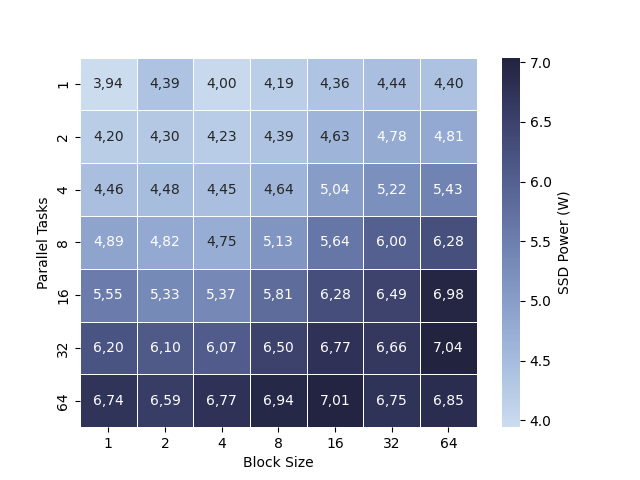 1 3,94 4,39 4,00 4,19 4,36 4,44 4,40
2 4,20 4,30 4,23 4,39 4,63 4,78 4,81
4 4,46 4,48 4,45 4,64 5,04 5,22 5,43
8 4,89 4,82 4,75 5,13 5,64 6,00 6,28
16 5,55 5,33 5,37 5,81 6,28 6,49 6,98
32 6,20 6,10 6,07 6,50 6,77 6,66 7,04
64 6,74 6,59 6,77 6,94 7,01 6,75 6,85
1 2 4 8 16 32 64
Block Size
Parallel Tasks
7.0
6.5
6.0
5.5
5.0
4.5
4.0
SSD Power (W)